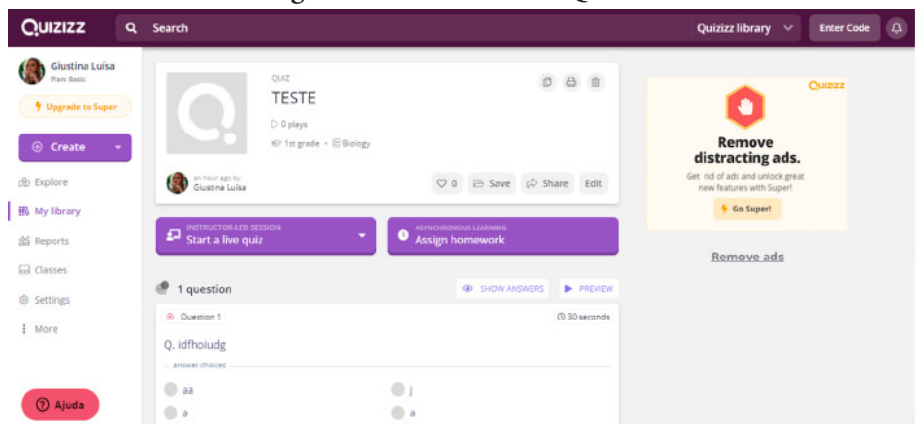 QUIZIZZ
Search
Quizizz library
Enter Code
Giustina Luísa
Plan: Basic
Upgrade to Super
Create
Explore
My library
Reports
Classes
Settings
More
Ajuda
QUIZ
TESTE
0 plays
1st grade • Biology
an hour ago by
Giustina Luísa
0
Save
Share
Edit
INSTRUCTOR-LED SESSION
Start a live quiz
ASYNCHRONOUS LEARNING
Assign homework
1 question
SHOW ANSWERS
PREVIEW
Question 1
30 seconds
Q. idfhoiudg
answer choices
aa
j
a
a
QUIZIZZ
Remove
distracting ads.
Get rid of ads and unlock great
new features with Super!
Go Super!
Remove ads